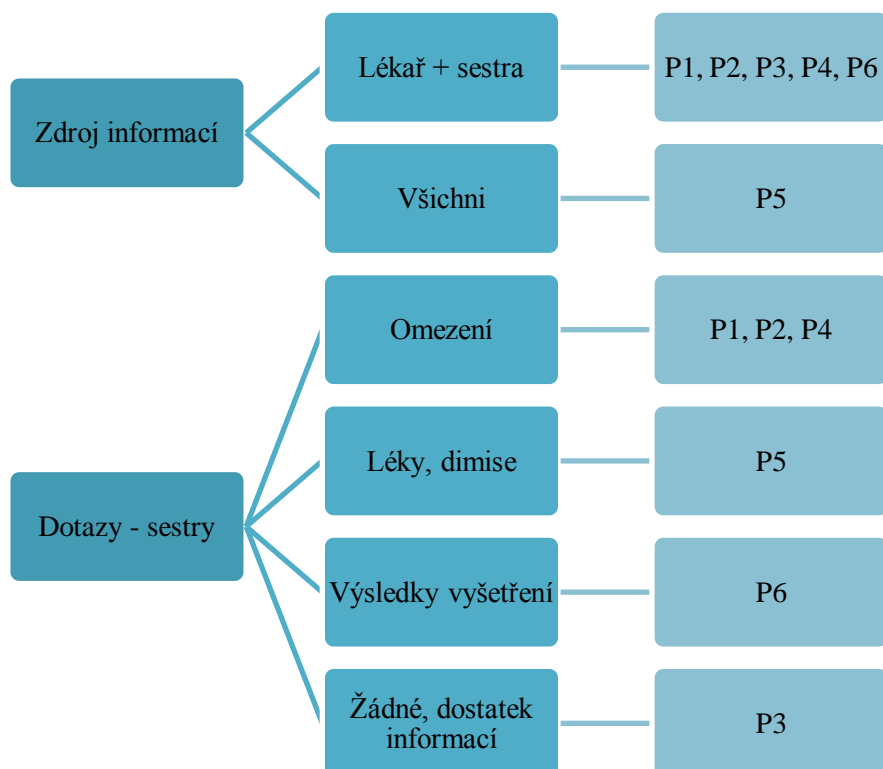 Zdroj informací
Lékař + sestra
P1, P2, P3, P4, P6
Všichni
P5
Dotazy - sestry
Omezení
P1, P2, P4
Léky, dimise
P5
Výsledky vyšetření
P6
Žádné, dostatek
informací
P3